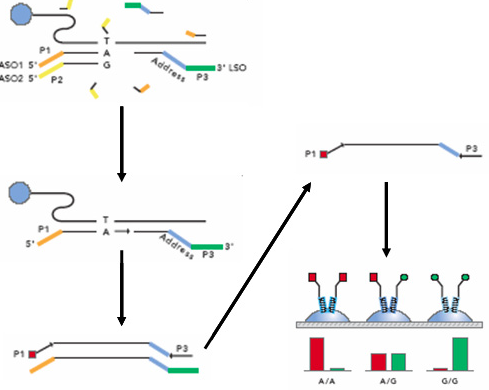 T
P1 A
ASO1 5' G Address 3' LSO
ASO2 5' P2 P3
T
P1 A
5' Address 3'
P3
P1 P3
P1 P3
A/A A/G G/G